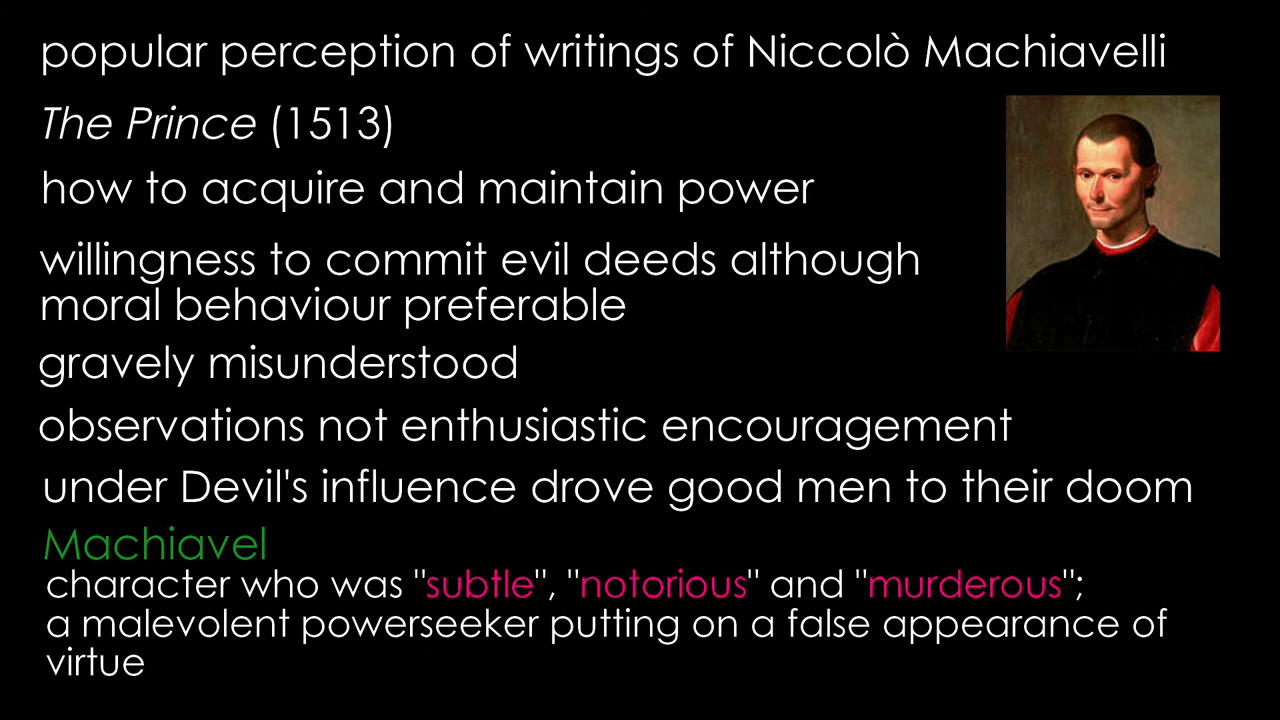 popular perception of writings of Niccolò Machiavelli
The Prince (1513)
how to acquire and maintain power
willingness to commit evil deeds although
moral behaviour preferable
gravely misunderstood
observations not enthusiastic encouragement
under Devil's influence drove good men to their doom
Machiavel
character who was "subtle", "notorious" and "murderous";
a malevolent powerseeker putting on a false appearance of
virtue